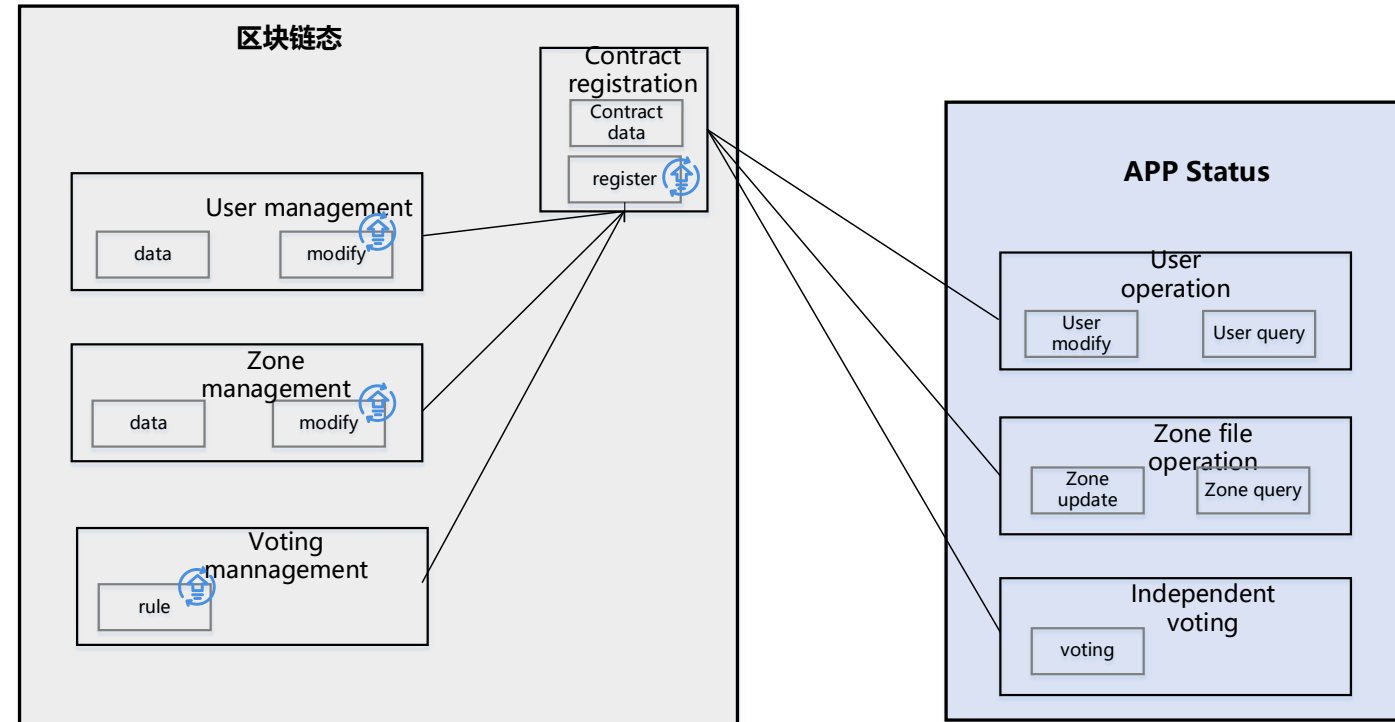 区块链态
Contract
registration
Contract
data
register
User management
data
modify
Zone
management
data
modify
Voting
mannagement
rule
APP Status
User
operation
User
modify
User query
Zone file
operation
Zone
update
Zone query
Independent
voting
voting